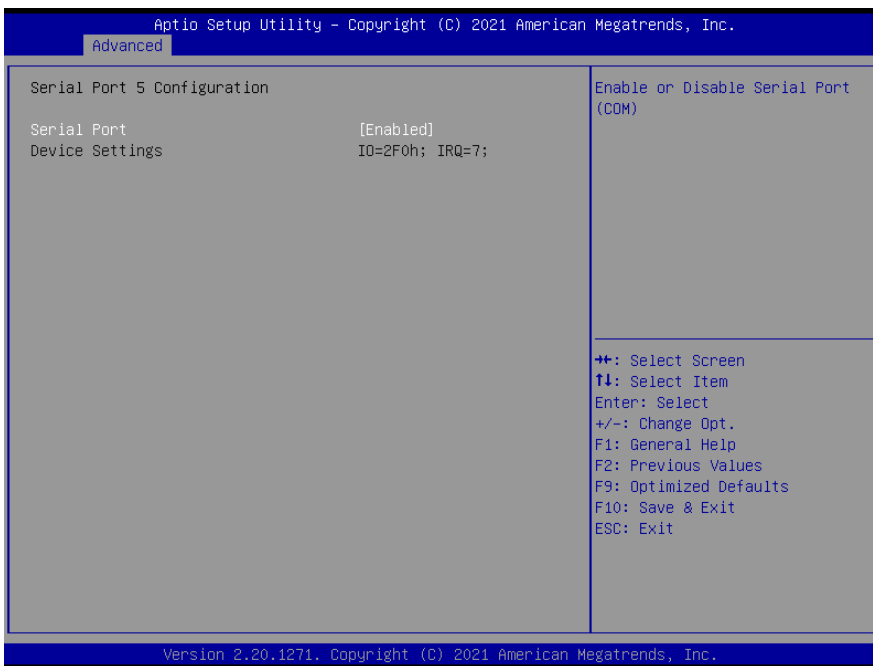 Aptio Setup Utility – Copyright (C) 2021 American Megatrends, Inc.
Advanced
Serial Port 5 Configuration
Serial Port [Enabled]
Device Settings IO=2F0h; IRQ=7;
Enable or Disable Serial Port
(COM)
→←: Select Screen
↑↓: Select Item
Enter: Select
+/-: Change Opt.
F1: General Help
F2: Previous Values
F9: Optimized Defaults
F10: Save & Exit
ESC: Exit
Version 2.20.1271. Copyright (C) 2021 American Megatrends, Inc.